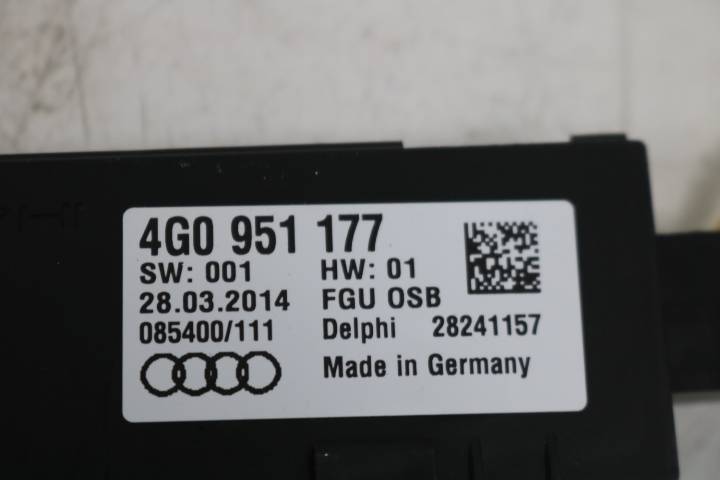 4G0 951 177
SW: 001 HW: 01
28.03.2014 FGU OSB
085400/111 Delphi 28241157
Made in Germany